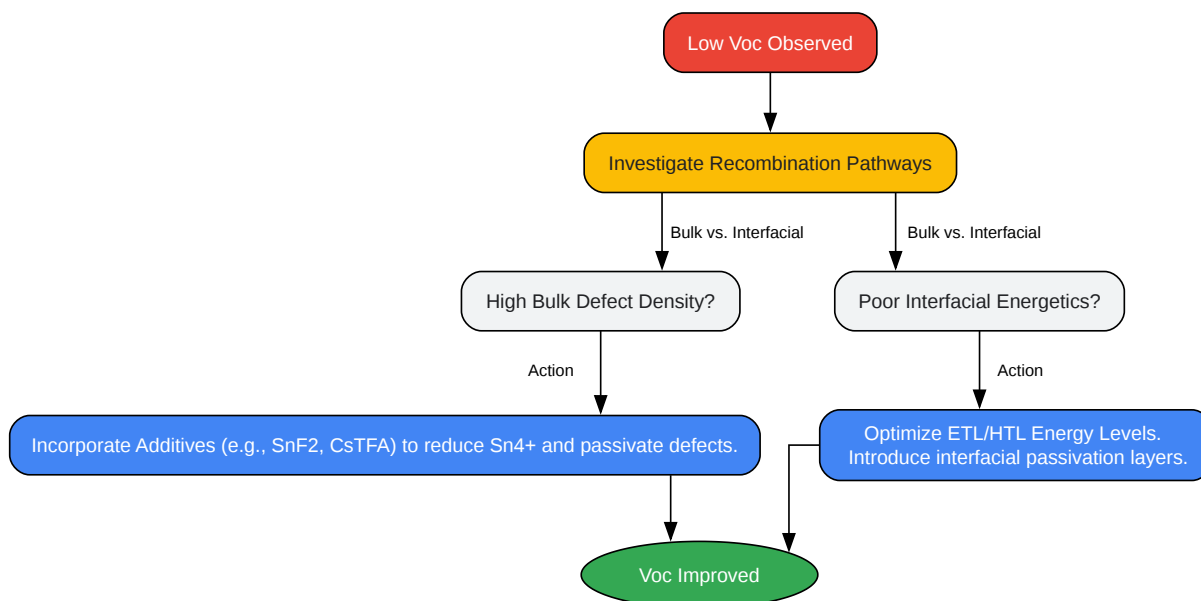 Low Voc Observed
Investigate Recombination Pathways
Bulk vs. Interfacial
Bulk vs. Interfacial
High Bulk Defect Density?
Poor Interfacial Energetics?
Action
Action
Incorporate Additives (e.g., SnF2, CsTFA) to reduce Sn4+ and passivate defects.
Optimize ETL/HTL Energy Levels.
Introduce interfacial passivation layers.
Voc Improved